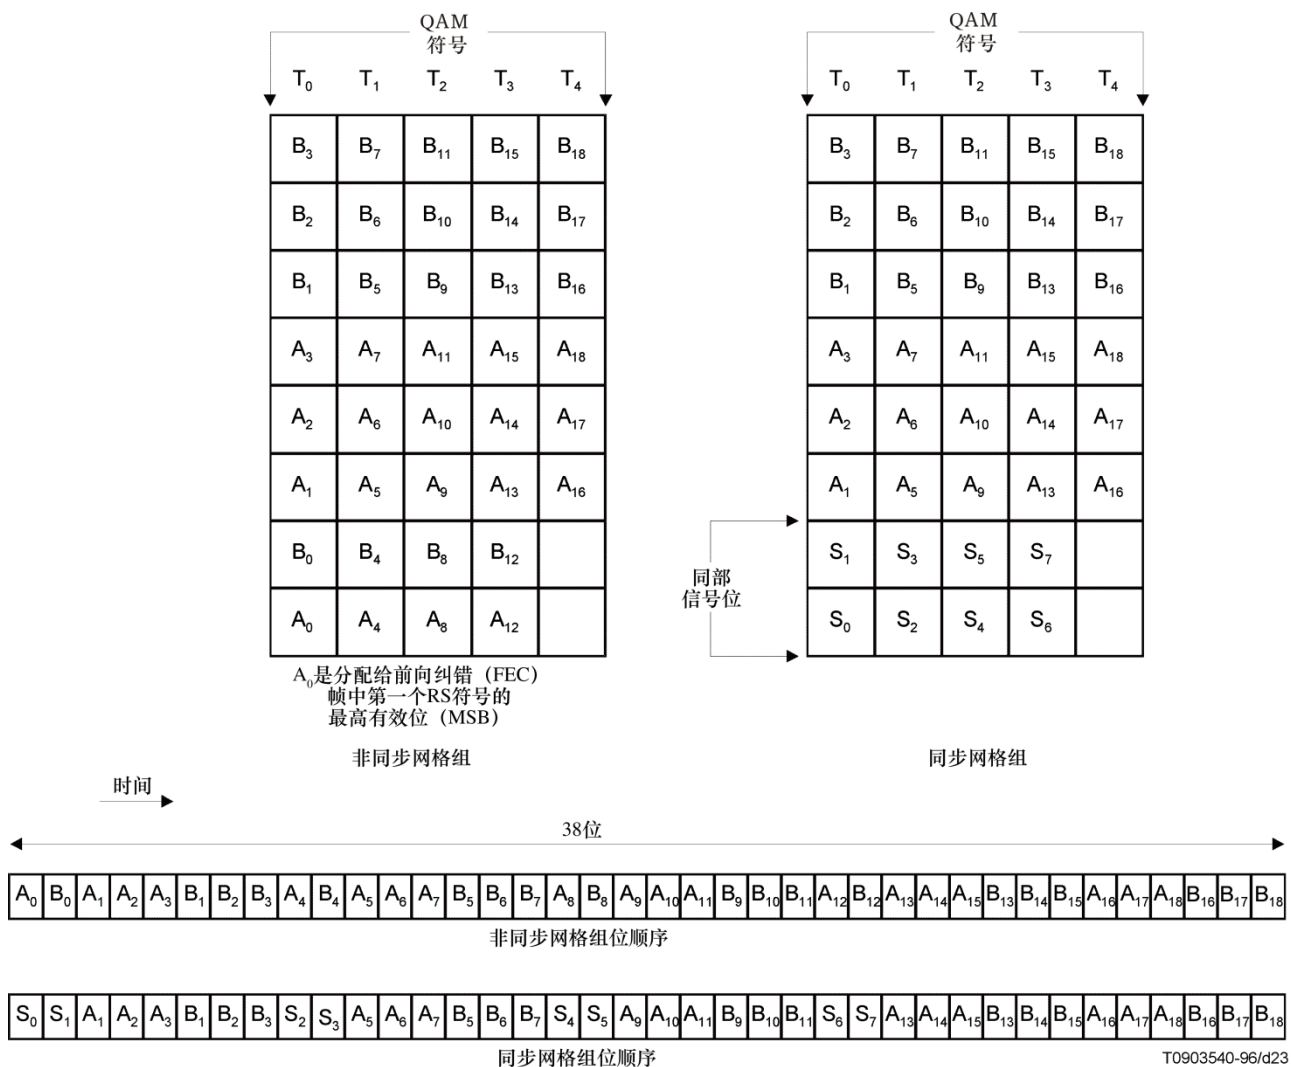 QAM
符号
T0 T1 T2 T3 T4
B3 B7 B11 B15 B18
B2 B6 B10 B14 B17
B1 B5 B9 B13 B16
A3 A7 A11 A15 A18
A2 A6 A10 A14 A17
A1 A5 A9 A13 A16
B0 B4 B8 B12
A0 A4 A8 A12
A0是分配给前向纠错（FEC）
帧中第一个RS符号的
最高有效位（MSB）
非同步网格组
QAM
符号
T0 T1 T2 T3 T4
B3 B7 B11 B15 B18
B2 B6 B10 B14 B17
B1 B5 B9 B13 B16
A3 A7 A11 A15 A18
A2 A6 A10 A14 A17
A1 A5 A9 A13 A16
S1 S3 S5 S7
S0 S2 S4 S6
同部
信号位
同步网格组
时间
38位
A0 B0 A1 A2 A3 B1 B2 B3 A4 B4 A5 A6 A7 B5 B6 B7 A8 B8 A9 A10 A11 B9 B10 B11 A12 B12 A13 A14 A15 B13 B14 B15 A16 A17 A18 B16 B17 B18
非同步网格组位顺序
S0 S1 A1 A2 A3 B1 B2 B3 S2 S3 A5 A6 A7 B5 B6 B7 S4 S5 A9 A10 A11 B9 B10 B11 S6 S7 A13 A14 A15 B13 B14 B15 A16 A17 A18 B16 B17 B18
同步网格组位顺序
T0903540-96/d23